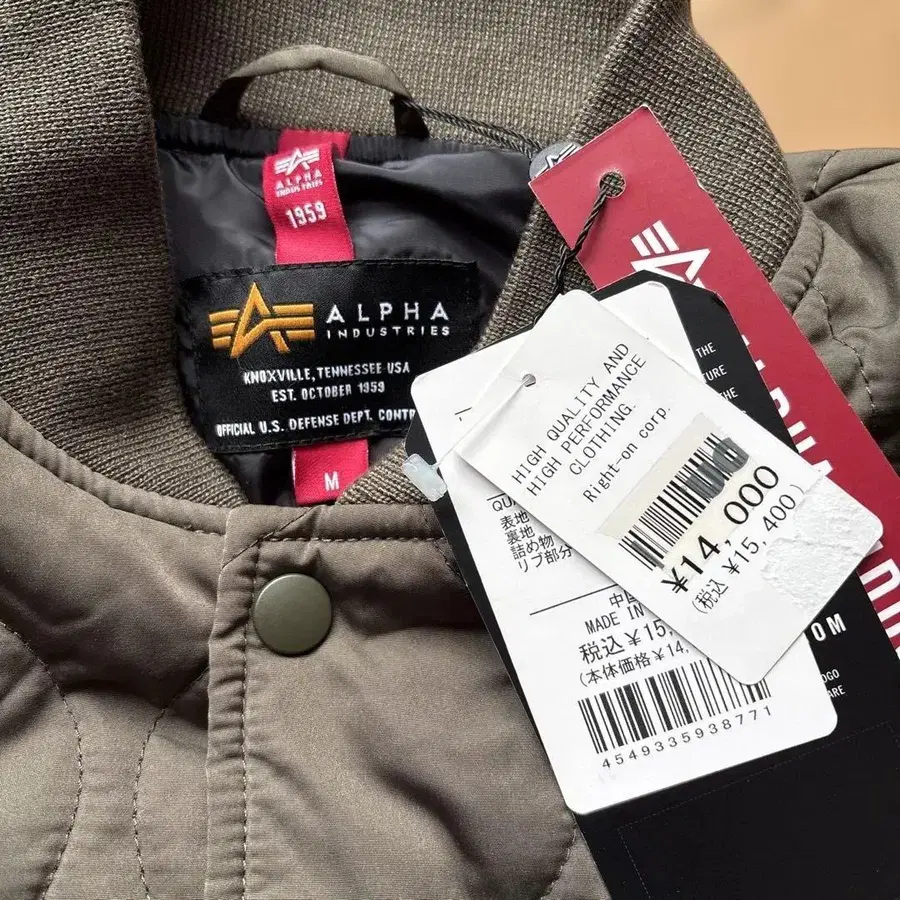 ALPHA
INDUSTRIES
1959
ALPHA
INDUSTRIES
KNOXVILLE, TENNESSEE USA
EST. OCTOBER 1959
OFFICIAL U.S. DEFENSE DEPT. CONTR
M
HIGH QUALITY AND
HIGH PERFORMANCE
CLOTHING.
Right-on corp.
¥14,000
(税込 ¥15,400)
表地
裏地
詰め物
リブ部分
MADE IN
税込¥15,
(本体価格¥14,
4549335938771
THE
THE
OM